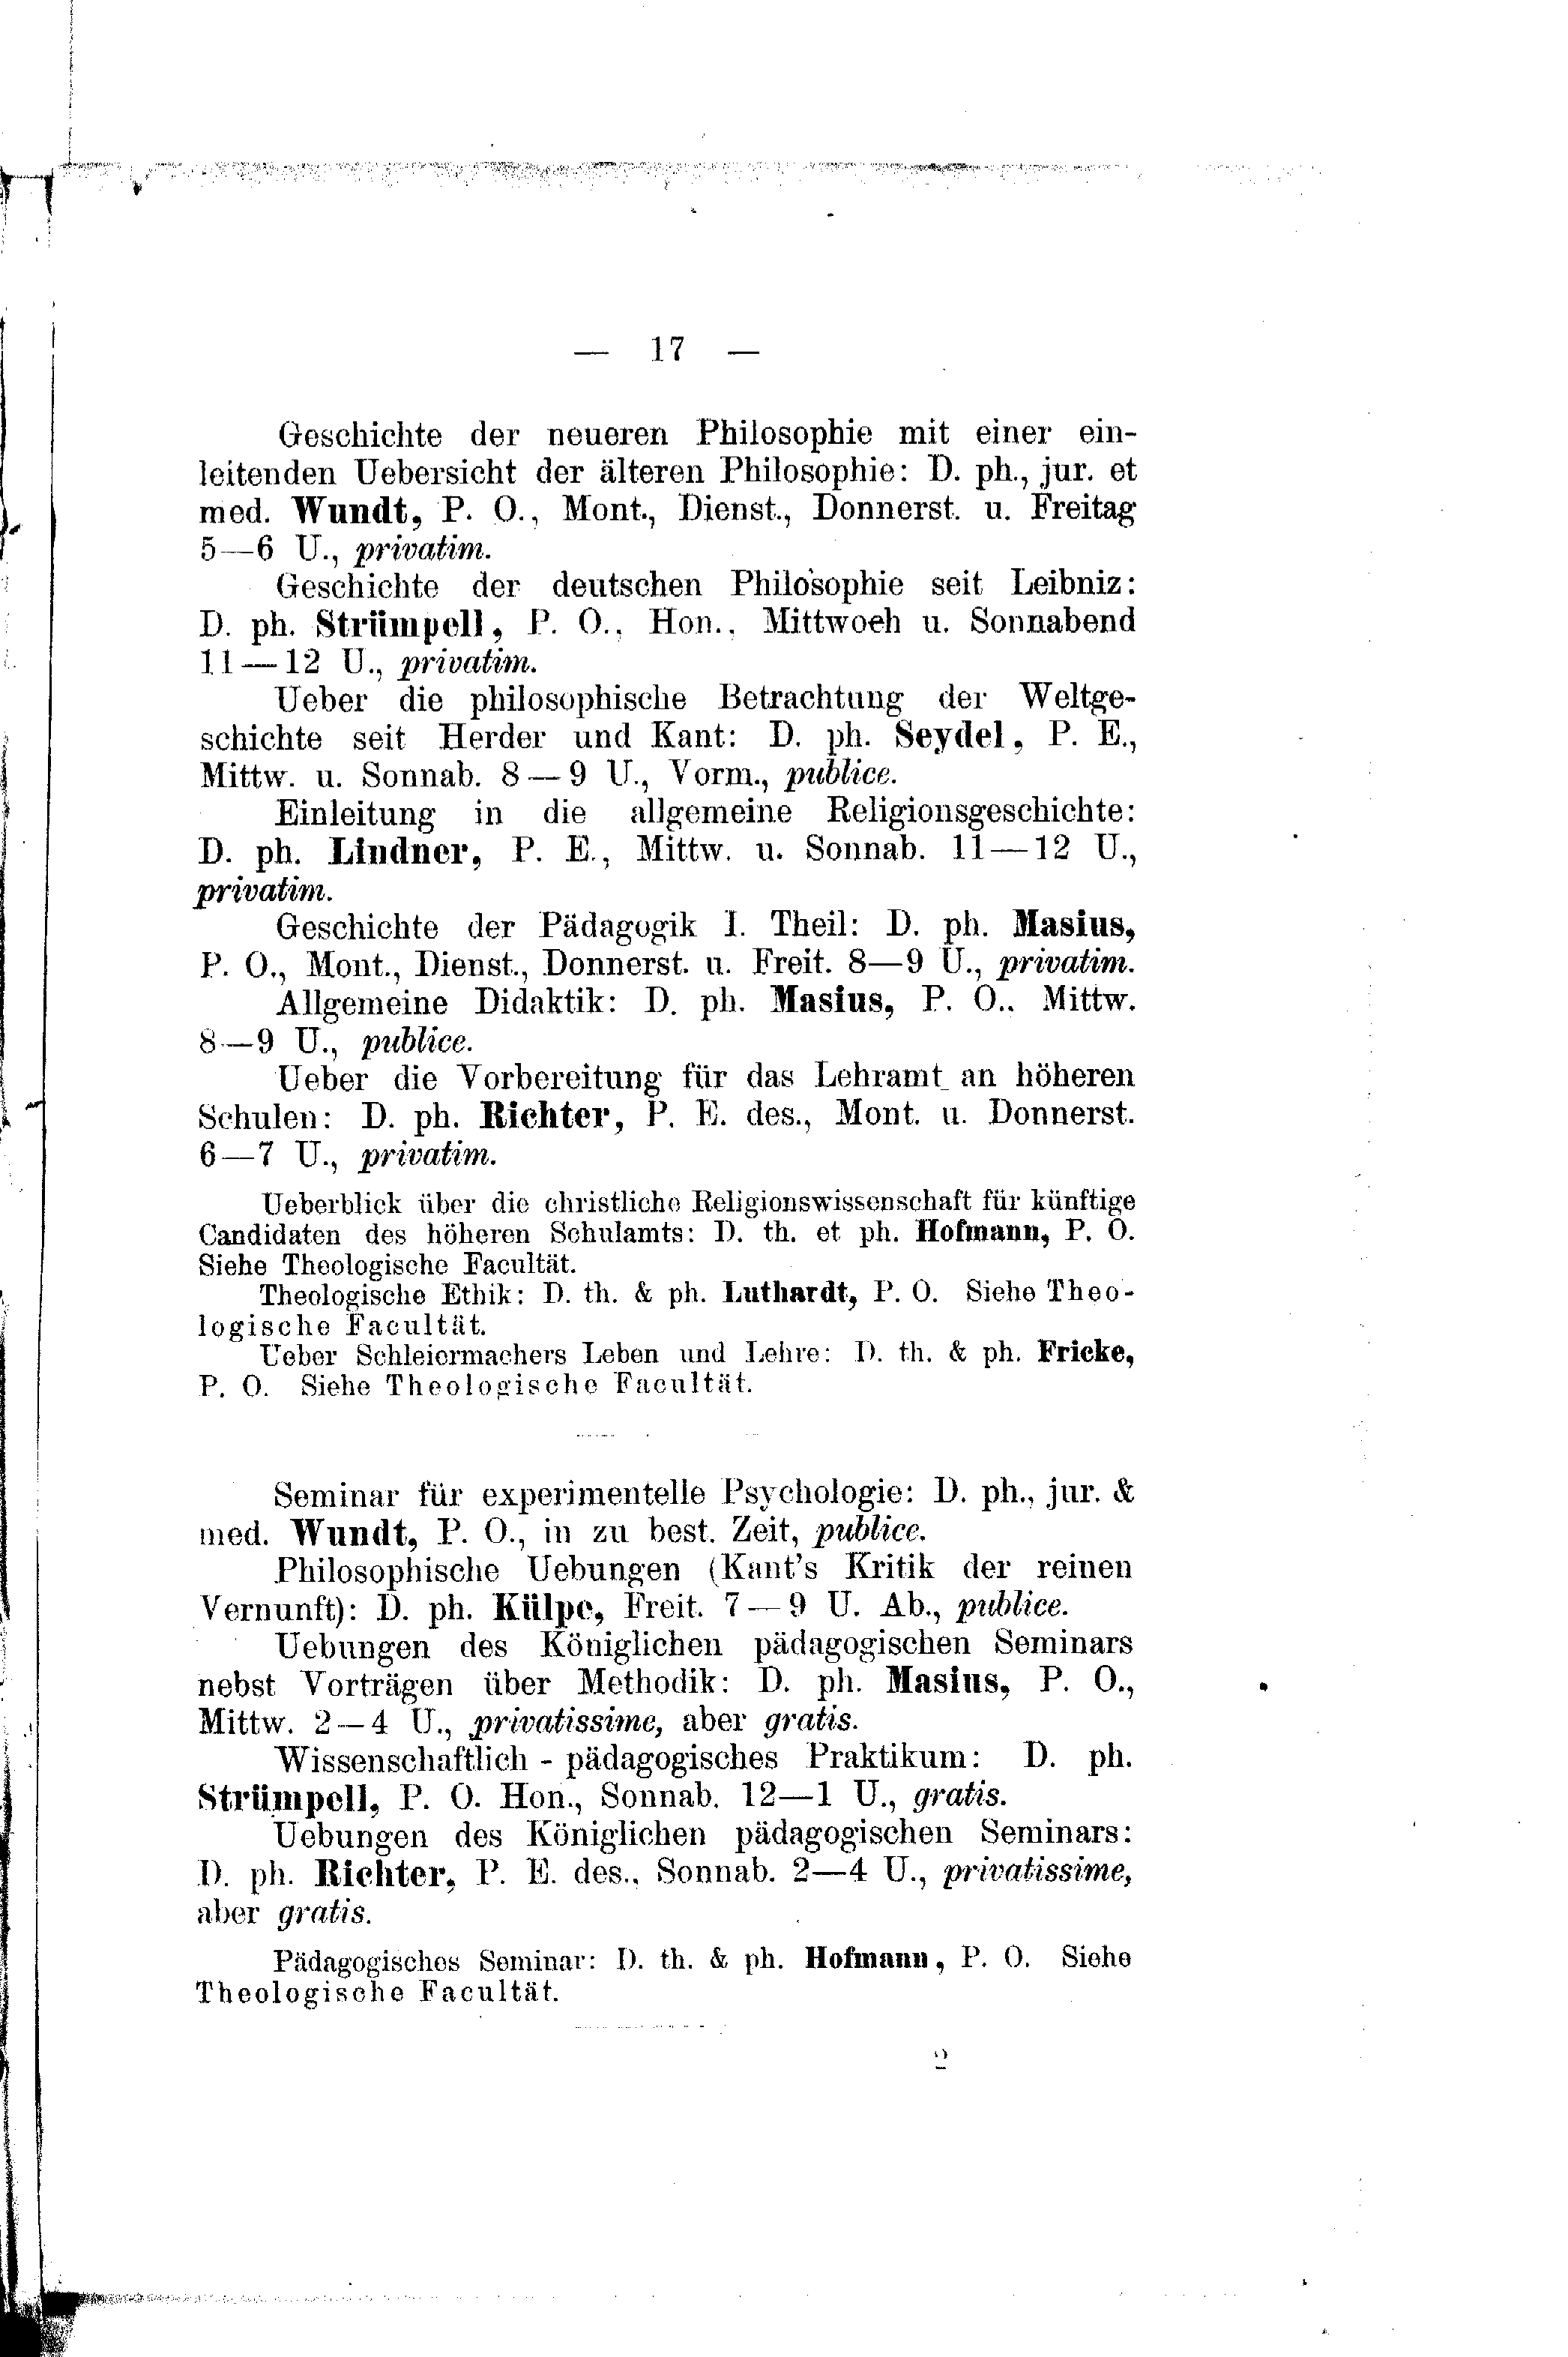 — 17 —
Geschichte der neueren Philosophie mit einer ein-
leitenden Uebersicht der älteren Philosophie: D. ph., jur. et
med. Wundt, P. O., Mont., Dienst., Donnerst. u. Freitag
5—6 U., privatim.
Geschichte der deutschen Philosophie seit Leibniz:
D. ph. Strümpell, P. O., Hon., Mittwoch u. Sonnabend
11—12 U., privatim.
Ueber die philosophische Betrachtung der Weltge-
schichte seit Herder und Kant: D. ph. Seydel, P. E.,
Mittw. u. Sonnab. 8—9 U., Vorm., publice.
Einleitung in die allgemeine Religionsgeschichte:
D. ph. Lindner, P. E., Mittw. u. Sonnab. 11—12 U.,
privatim.
Geschichte der Pädagogik I. Theil: D. ph. Masius,
P. O., Mont., Dienst., Donnerst. u. Freit. 8—9 U., privatim.
Allgemeine Didaktik: D. ph. Masius, P. O., Mittw.
8—9 U., publice.
Ueber die Vorbereitung für das Lehramt an höheren
Schulen: D. ph. Richter, P. E. des., Mont. u. Donnerst.
6—7 U., privatim.
Ueberblick über die christliche Religionswissenschaft für künftige
Candidaten des höheren Schulamts: D. th. et ph. Hofmann, P. O.
Siehe Theologische Facultät.
Theologische Ethik: D. th. & ph. Luthardt, P. O. Siehe Theo-
logische Facultät.
Ueber Schleiermachers Leben und Lehre: D. th. & ph. Fricke,
P. O. Siehe Theologische Facultät.
Seminar für experimentelle Psychologie: D. ph., jur. &
med. Wundt, P. O., in zu best. Zeit, publice.
Philosophische Uebungen (Kant's Kritik der reinen
Vernunft): D. ph. Külpe, Freit. 7—9 U. Ab., publice.
Uebungen des Königlichen pädagogischen Seminars
nebst Vorträgen über Methodik: D. ph. Masius, P. O.,
Mittw. 2—4 U., privatissime, aber gratis.
Wissenschaftlich-pädagogisches Praktikum: D. ph.
Strümpell, P. O. Hon., Sonnab. 12—1 U., gratis.
Uebungen des Königlichen pädagogischen Seminars:
D. ph. Richter, P. E. des., Sonnab. 2—4 U., privatissime,
aber gratis.
Pädagogisches Seminar: D. th. & ph. Hofmann, P. O. Siehe
Theologische Facultät.
2